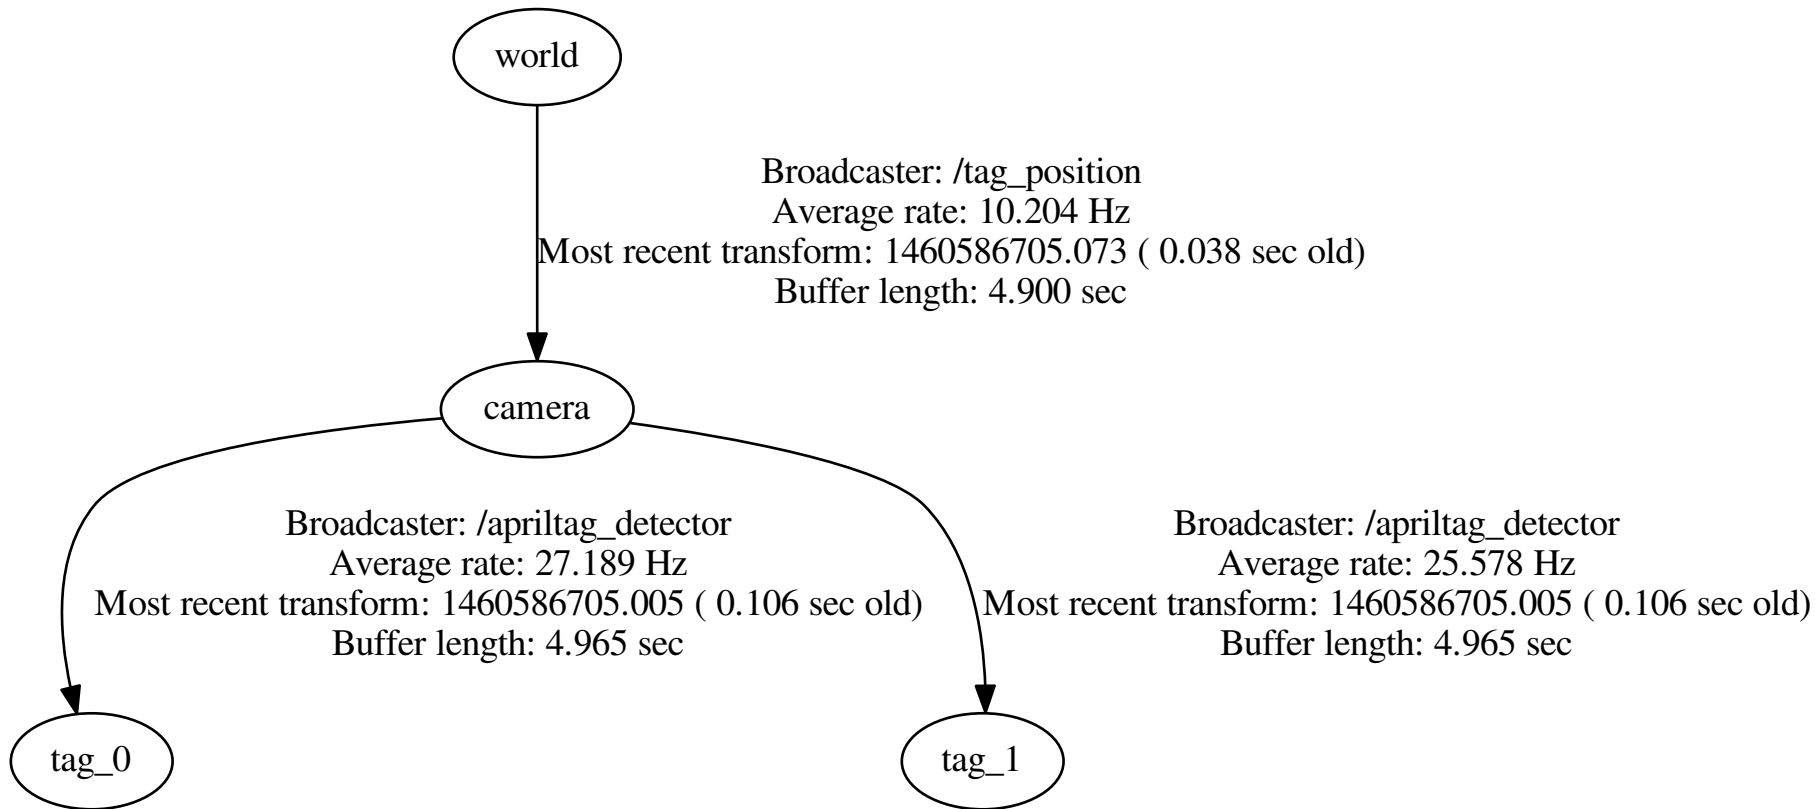 world
Broadcaster: /tag_position
Average rate: 10.204 Hz
Most recent transform: 1460586705.073 ( 0.038 sec old)
Buffer length: 4.900 sec
camera
Broadcaster: /apriltag_detector
Average rate: 27.189 Hz
Most recent transform: 1460586705.005 ( 0.106 sec old)
Buffer length: 4.965 sec
Broadcaster: /apriltag_detector
Average rate: 25.578 Hz
Most recent transform: 1460586705.005 ( 0.106 sec old)
Buffer length: 4.965 sec
tag_0
tag_1